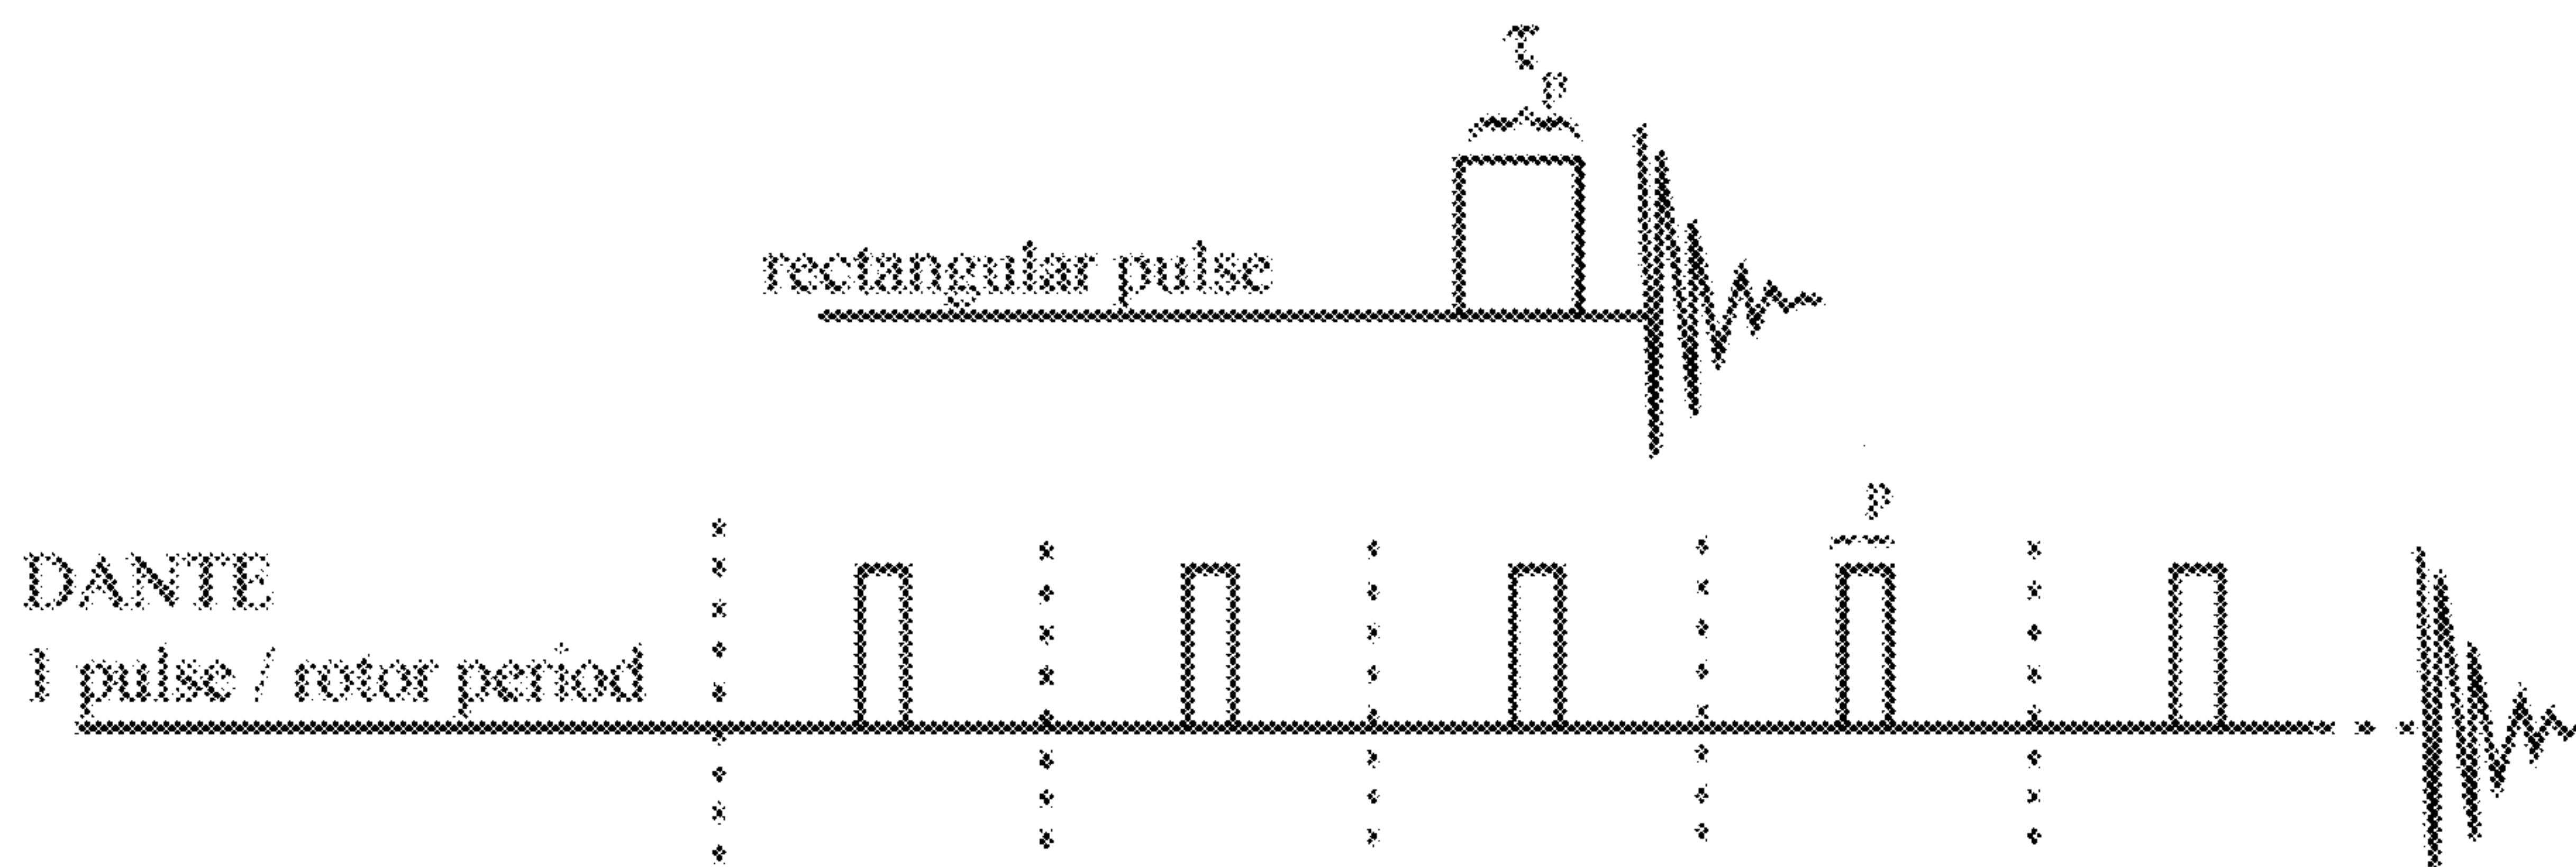 τp
rectangular pulse
p
DANTE
1 pulse / rotor period